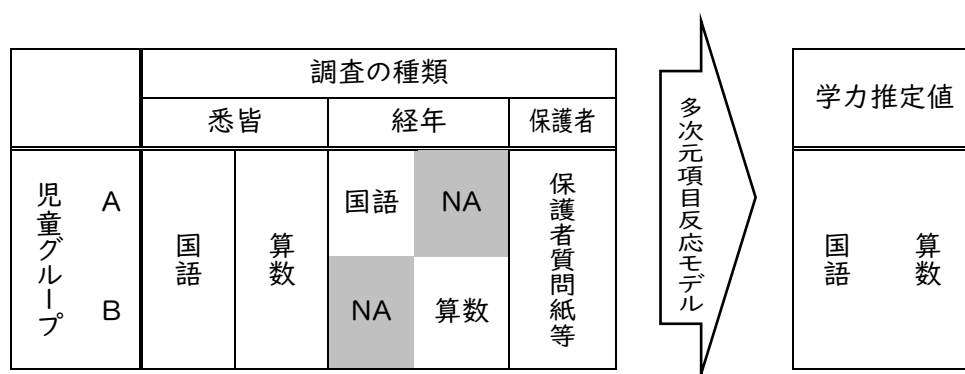 調査の種類
悉皆
経年
保護者
児童グループ
A
B
国語
算数
国語
NA
NA
算数
保護者質問紙等
多次元項目反応モデル
学力推定値
国語
算数